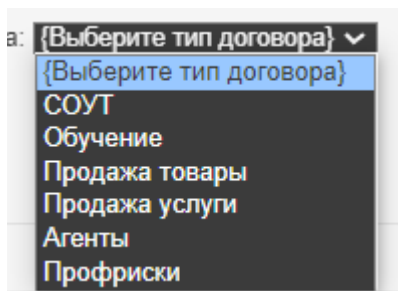 а: {Выберите тип договора}
{Выберите тип договора}
СОУТ
Обучение
Продажа товары
Продажа услуги
Агенты
Профриски